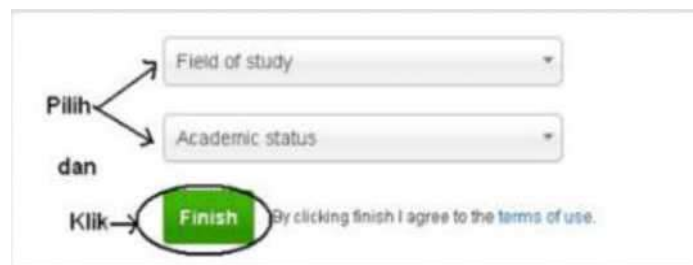 Field of study
Pilih
Academic status
dan
Klik Finish By clicking finish I agree to the terms of use.